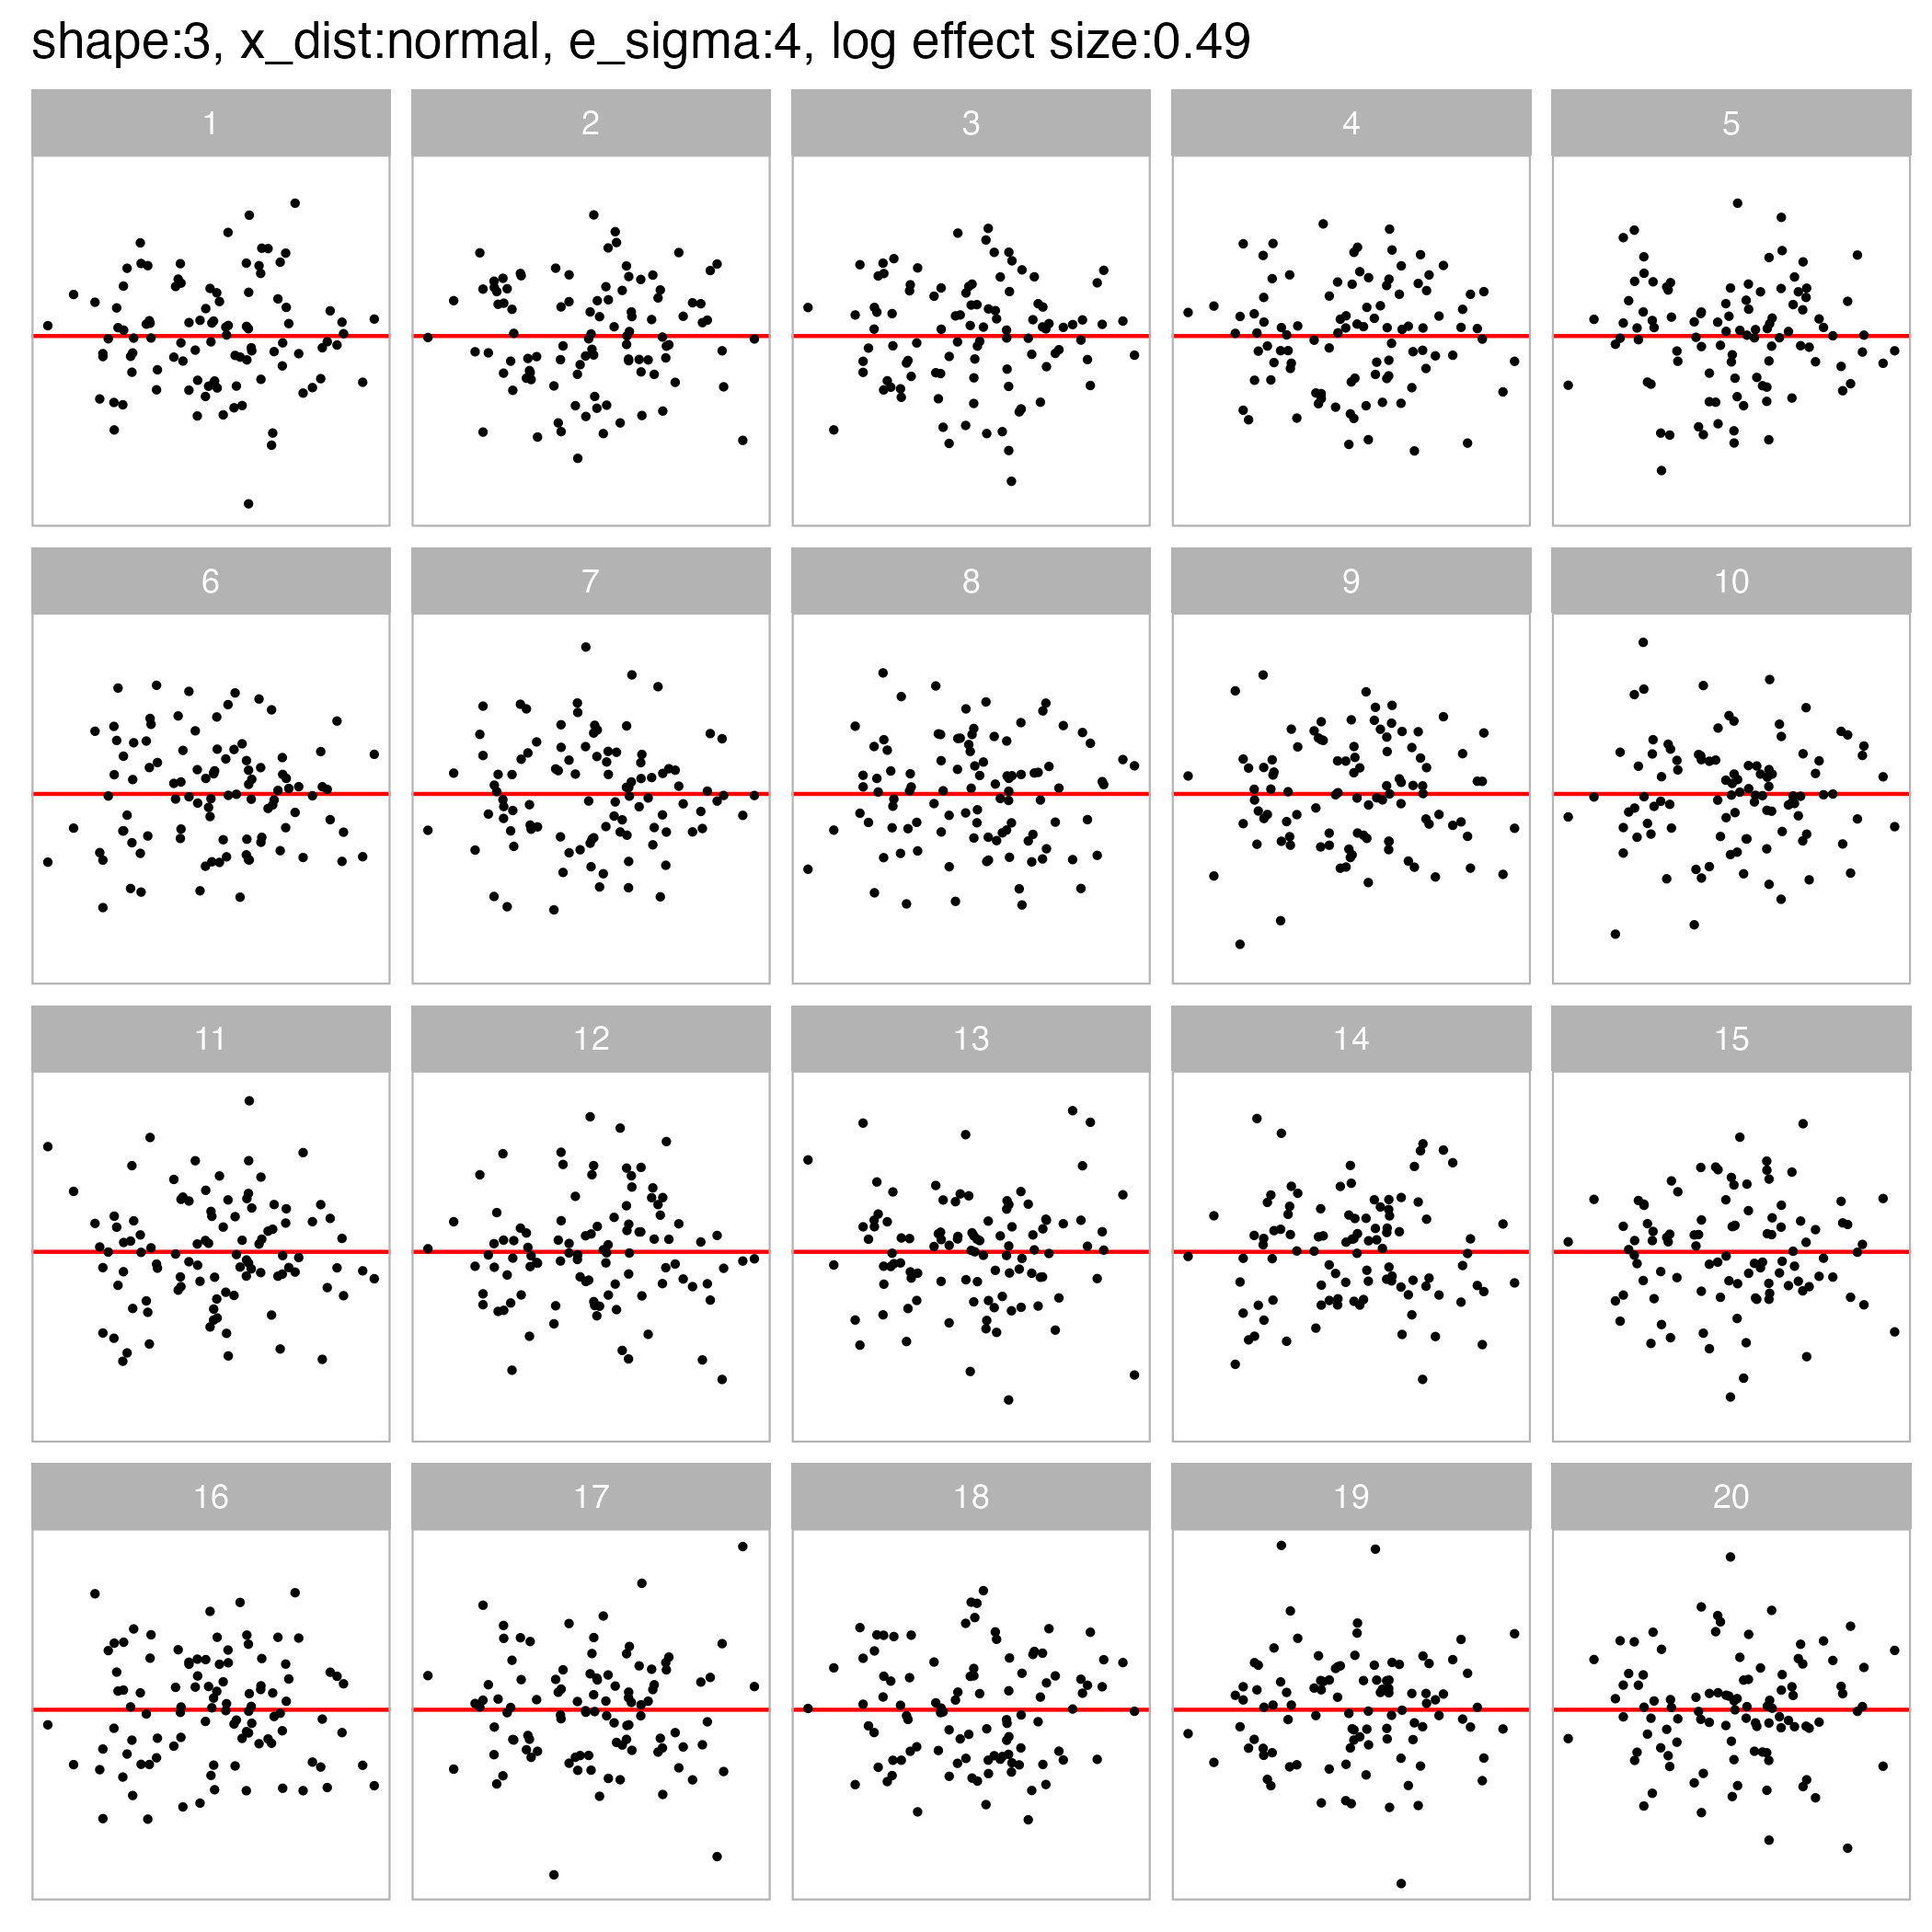 shape:3, x_dist:normal, e_sigma:4, log effect size:0.49
1 2 3 4 5
6 7 8 9 10
11 12 13 14 15
16 17 18 19 20